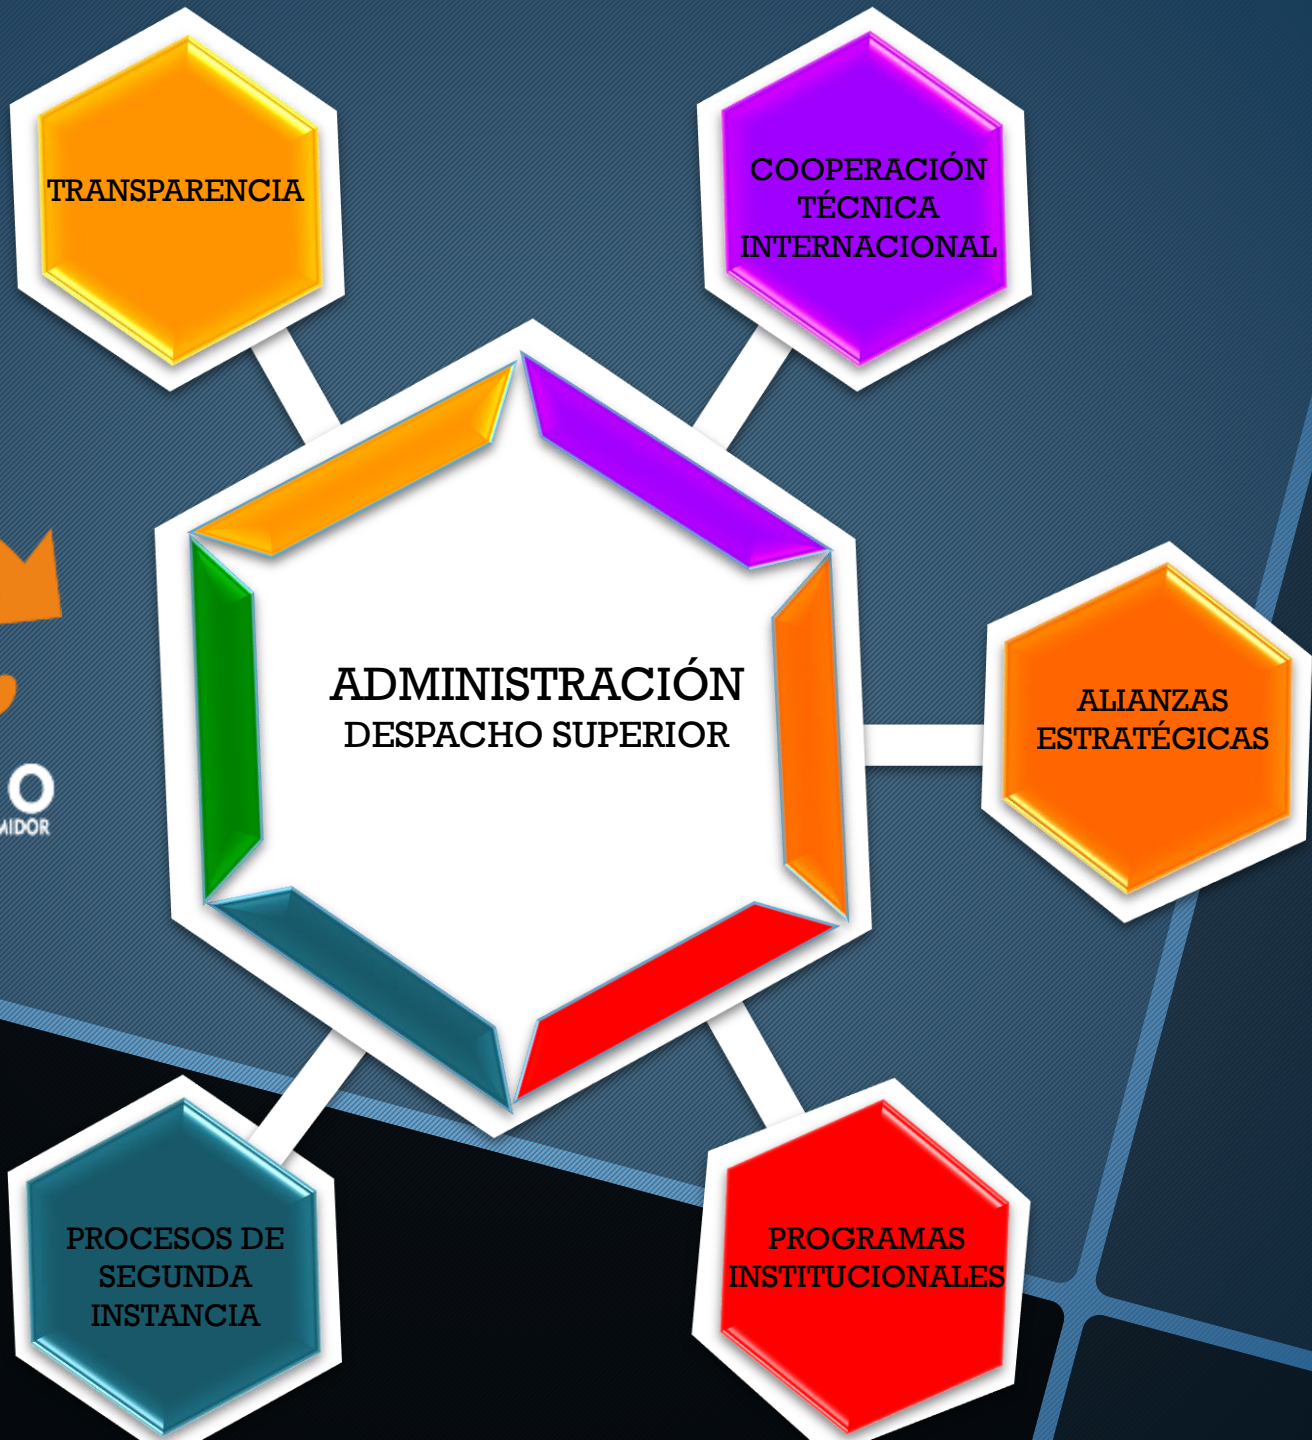 TRANSPARENCIA
COOPERACIÓN
TÉCNICA
INTERNACIONAL
ADMINISTRACIÓN
DESPACHO SUPERIOR
ALIANZAS
ESTRATÉGICAS
PROCESOS DE
SEGUNDA
INSTANCIA
PROGRAMAS
INSTITUCIONALES